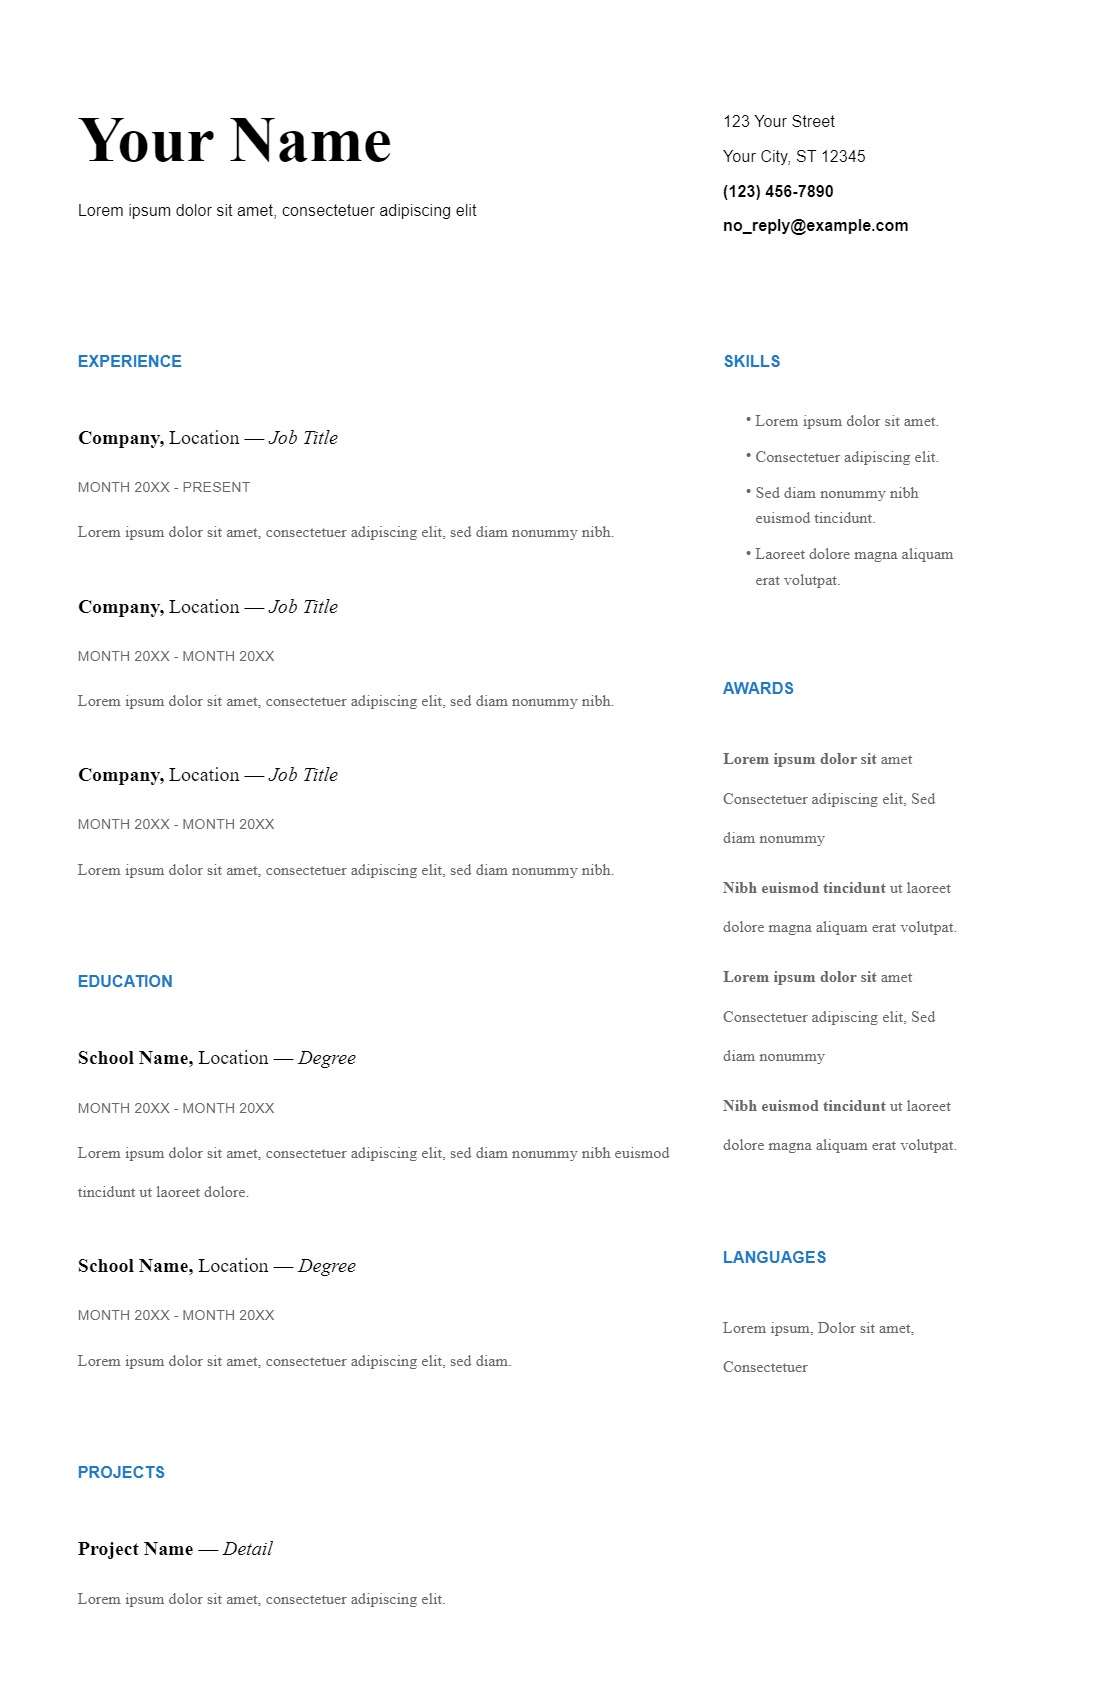 Your Name
Lorem ipsum dolor sit amet, consectetuer adipiscing elit
123 Your Street
Your City, ST 12345
(123) 456-7890
no_reply@example.com
EXPERIENCE
Company, Location — Job Title
MONTH 20XX - PRESENT
Lorem ipsum dolor sit amet, consectetuer adipiscing elit, sed diam nonummy nibh.
Company, Location — Job Title
MONTH 20XX - MONTH 20XX
Lorem ipsum dolor sit amet, consectetuer adipiscing elit, sed diam nonummy nibh.
Company, Location — Job Title
MONTH 20XX - MONTH 20XX
Lorem ipsum dolor sit amet, consectetuer adipiscing elit, sed diam nonummy nibh.
EDUCATION
School Name, Location — Degree
MONTH 20XX - MONTH 20XX
Lorem ipsum dolor sit amet, consectetuer adipiscing elit, sed diam nonummy nibh euismod
tincidunt ut laoreet dolore.
School Name, Location — Degree
MONTH 20XX - MONTH 20XX
Lorem ipsum dolor sit amet, consectetuer adipiscing elit, sed diam.
PROJECTS
Project Name — Detail
Lorem ipsum dolor sit amet, consectetuer adipiscing elit.
SKILLS
• Lorem ipsum dolor sit amet.
• Consectetuer adipiscing elit.
• Sed diam nonummy nibh
euismod tincidunt.
• Laoreet dolore magna aliquam
erat volutpat.
AWARDS
Lorem ipsum dolor sit amet
Consectetuer adipiscing elit, Sed
diam nonummy
Nibh euismod tincidunt ut laoreet
dolore magna aliquam erat volutpat.
Lorem ipsum dolor sit amet
Consectetuer adipiscing elit, Sed
diam nonummy
Nibh euismod tincidunt ut laoreet
dolore magna aliquam erat volutpat.
LANGUAGES
Lorem ipsum, Dolor sit amet,
Consectetuer